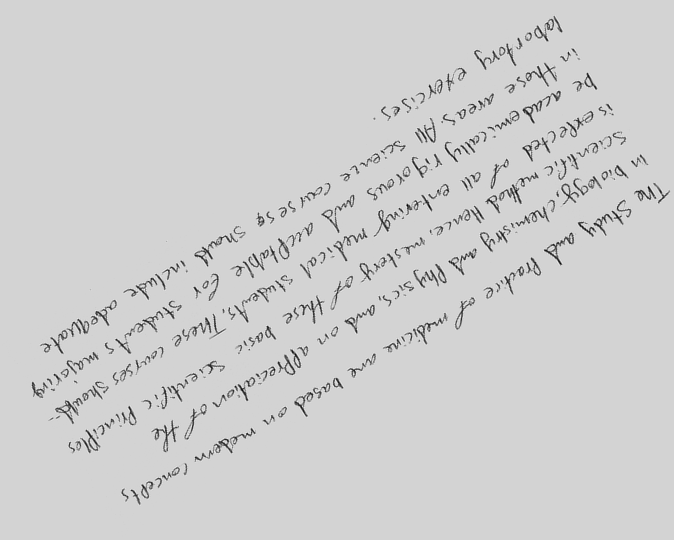 The study and Practice of medicine are based on modern concepts
in biology, chemistry and Physics, and on appreciation of the
scientific method. Hence, mastery of these basic scientific Principles
is expected of all entering medical students. These courses should
be academically rigorous and acceptable for students majoring
in those areas. All science courses should include adequate
labortory exercises.